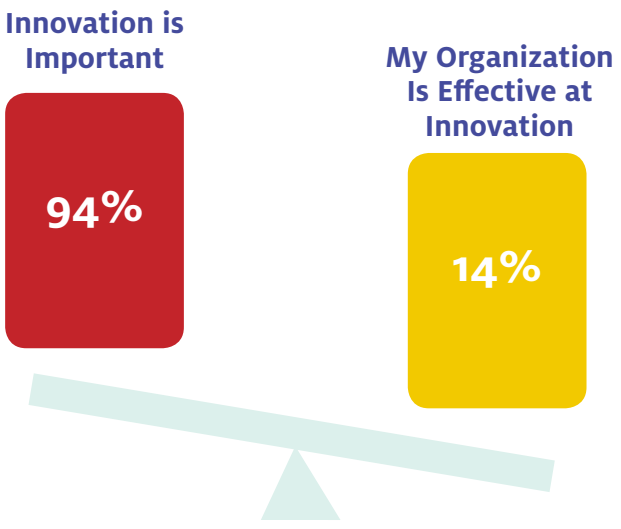 Innovation is
Important
94%
My Organization
Is Effective at
Innovation
14%